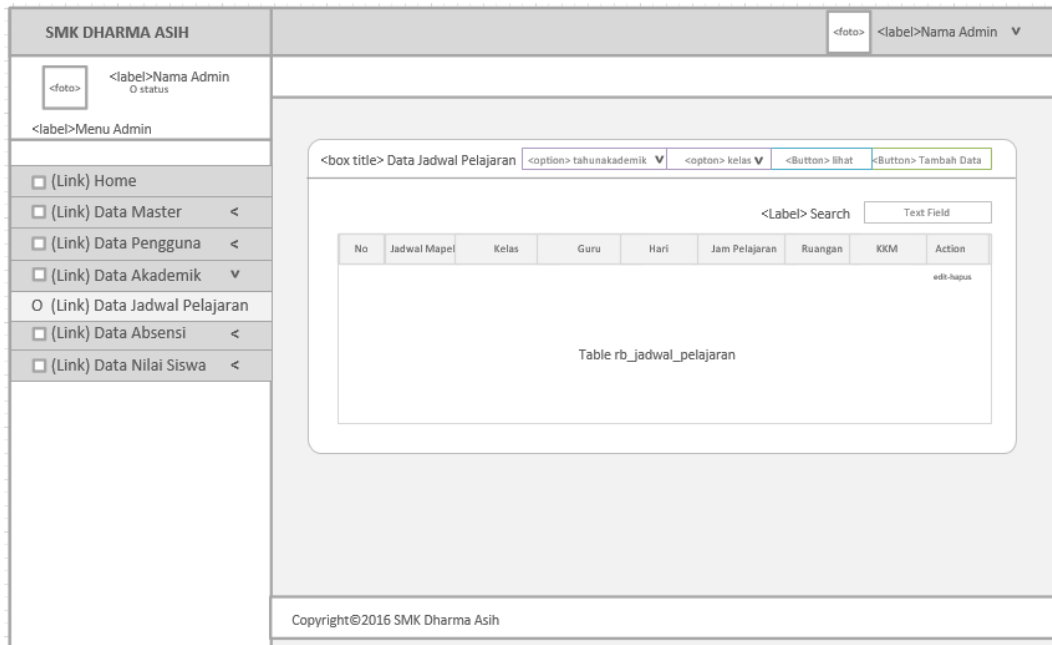 SMK DHARMA ASIH
<foto>
<label>Nama Admin v
<foto>
<label>Nama Admin
O status
<label>Menu Admin
(Link) Home
(Link) Data Master <
(Link) Data Pengguna <
(Link) Data Akademik v
O (Link) Data Jadwal Pelajaran
(Link) Data Absensi <
(Link) Data Nilai Siswa <
<box title> Data Jadwal Pelajaran <option> tahunakademik v <opton> kelas v <Button> lihat <Button> Tambah Data
<Label> Search Text Field
No Jadwal Mapel Kelas Guru Hari Jam Pelajaran Ruangan KKM Action
edit-hapus
Table rb_jadwal_pelajaran
Copyright©2016 SMK Dharma Asih